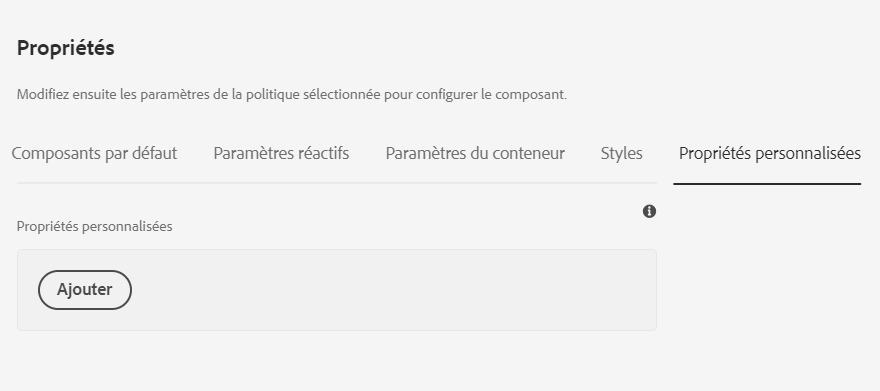 Propriétés
Modifiez ensuite les paramètres de la politique sélectionnée pour configurer le composant.
Composants par défaut Paramètres réactifs Paramètres du conteneur Styles Propriétés personnalisées
Propriétés personnalisées
Ajouter